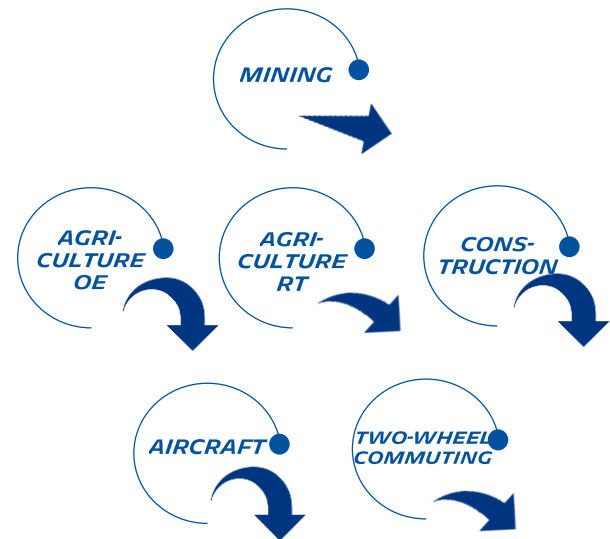 MINING
AGRI-
CULTURE
OE
AGRI-
CULTURE
RT
CONS-
TRUCTION
AIRCRAFT
TWO-WHEEL
COMMUTING